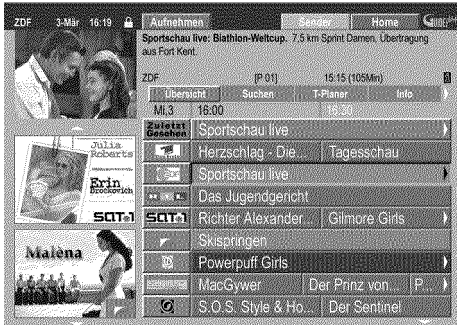 ZDF 3-Mär 16:19 Aufnehmen Sender Home GUIDE
Sportschau live: Biathlon-Weltcup. 7,5 km Sprint Damen. Übertragung
aus Fort Kent.
ZDF [P 01] 15:15 (105Min)
Übersicht Suchen T-Planer Info
Mi,3 16:00 16:30
Zuletzt Gesehen Sportschau live
Herzschlag - Die... Tagesschau
Sportschau live
Das Jugendgericht
SAT.1 Richter Alexander... Gilmore Girls
Skispringen
Powerpuff Girls
MacGywer Der Prinz von... P...
S.O.S. Style & Ho... Der Sentinel
Julia
Roberts
Erin
Brockovich
SAT.1
Malèna